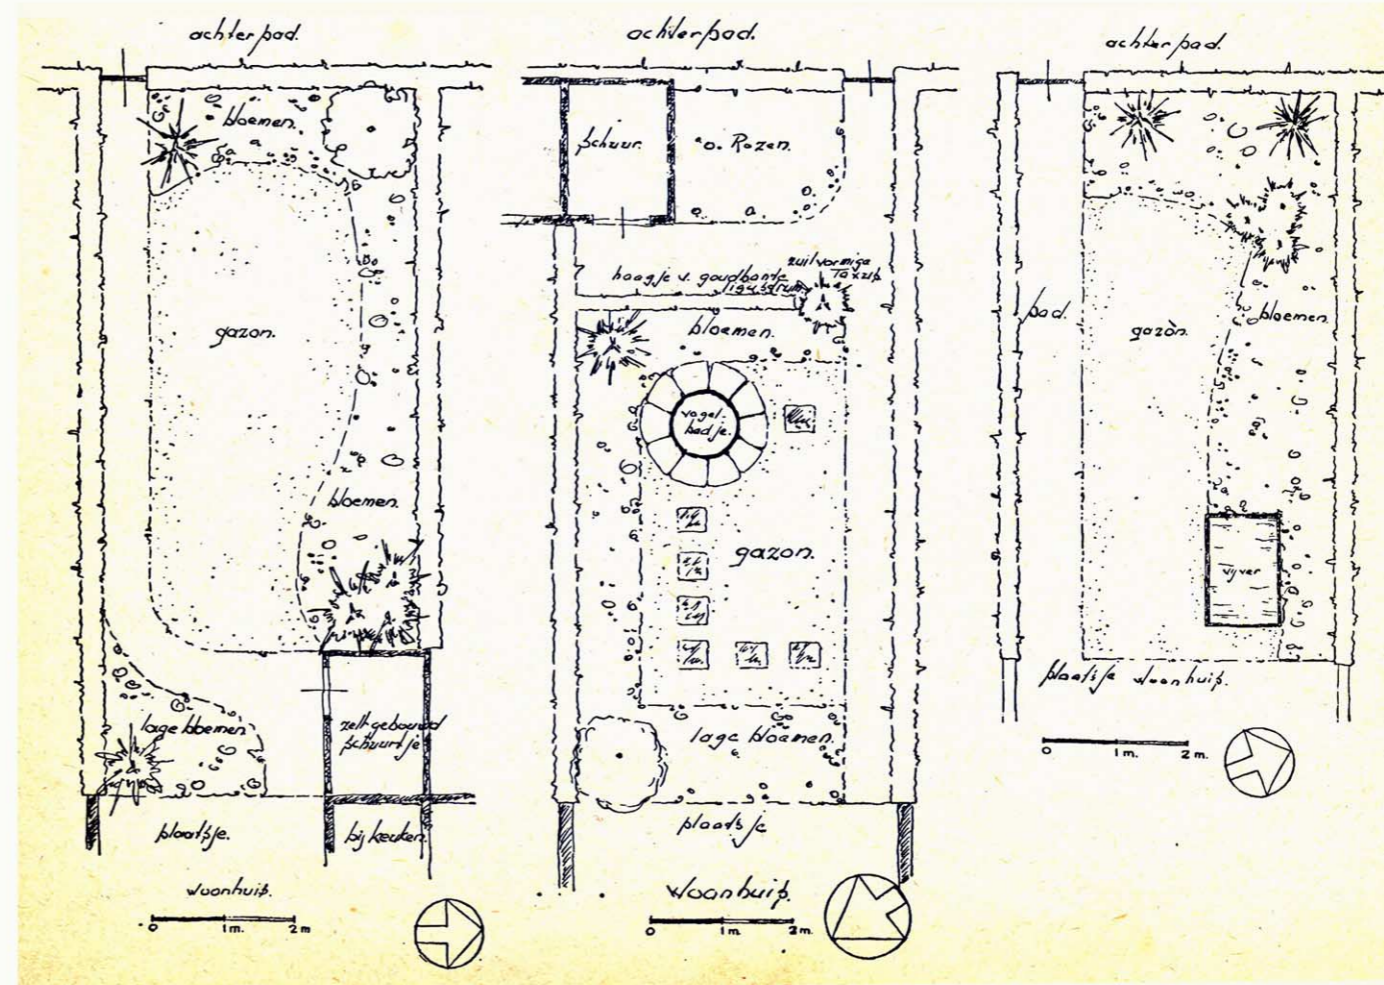 achterpad.
bloemen.
gazon.
bloemen.
lage bloemen
zelfgebouwd
schuurtje
plaatsje.
bijkeuken.
woonhuis.
0 1m. 2m
achterpad.
schuur.
Rozen.
haagje v. goudbonte
ligustrum
zuilvormige
Taxus
bloemen.
vogel-
badje.
gazon.
lage bloemen.
plaatsje
woonhuis.
0 1m. 2m.
achterpad.
pad.
gazon.
bloemen.
vijver
plaatsje woonhuis.
0 1m. 2m.